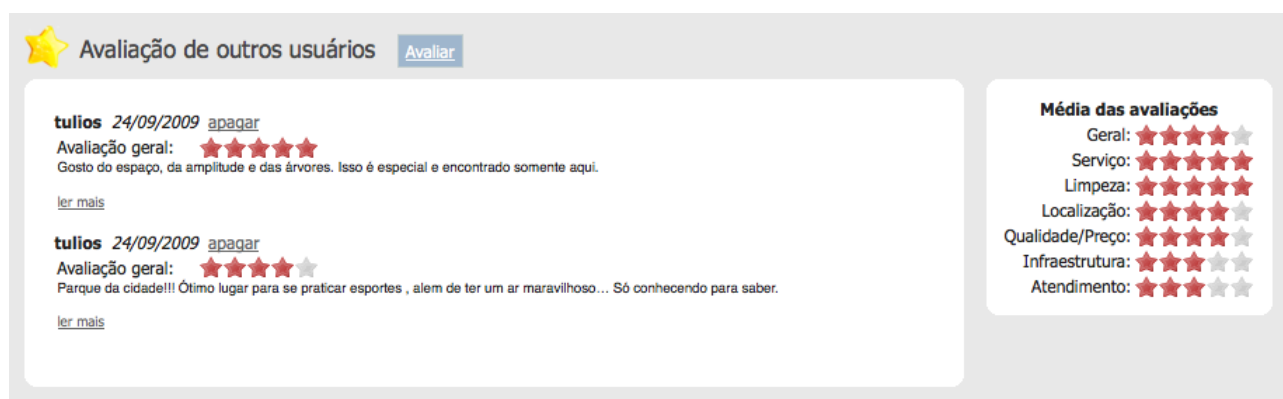 Avaliação de outros usuários Avaliar
tulios 24/09/2009 apagar
Avaliação geral:
Gosto do espaço, da amplitude e das árvores. Isso é especial e encontrado somente aqui.
ler mais
tulios 24/09/2009 apagar
Avaliação geral:
Parque da cidade!!! Ótimo lugar para se praticar esportes , alem de ter um ar maravilhoso... Só conhecendo para saber.
ler mais
Média das avaliações
Geral:
Serviço:
Limpeza:
Localização:
Qualidade/Preço:
Infraestrutura:
Atendimento: